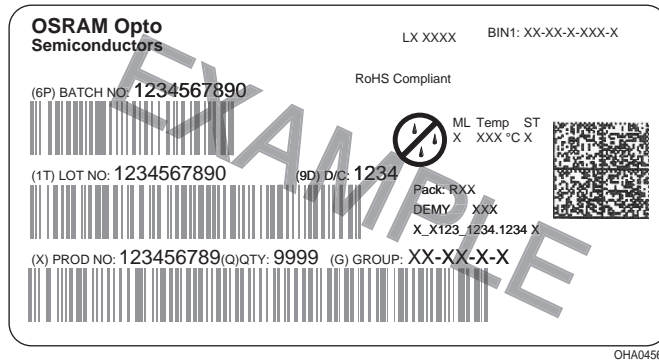 OSRAM Opto
Semiconductors
LX XXXX
BIN1: XX-XX-X-XXX-X
RoHS Compliant
(6P) BATCH NO: 1234567890
ML Temp ST
X XXX °C X
(1T) LOT NO: 1234567890
(9D) D/C: 1234
Pack: RXX
DEMY XXX
X_X123_1234.1234 X
(X) PROD NO: 123456789(Q)QTY: 9999 (G) GROUP: XX-XX-X-X
EXAMPLE